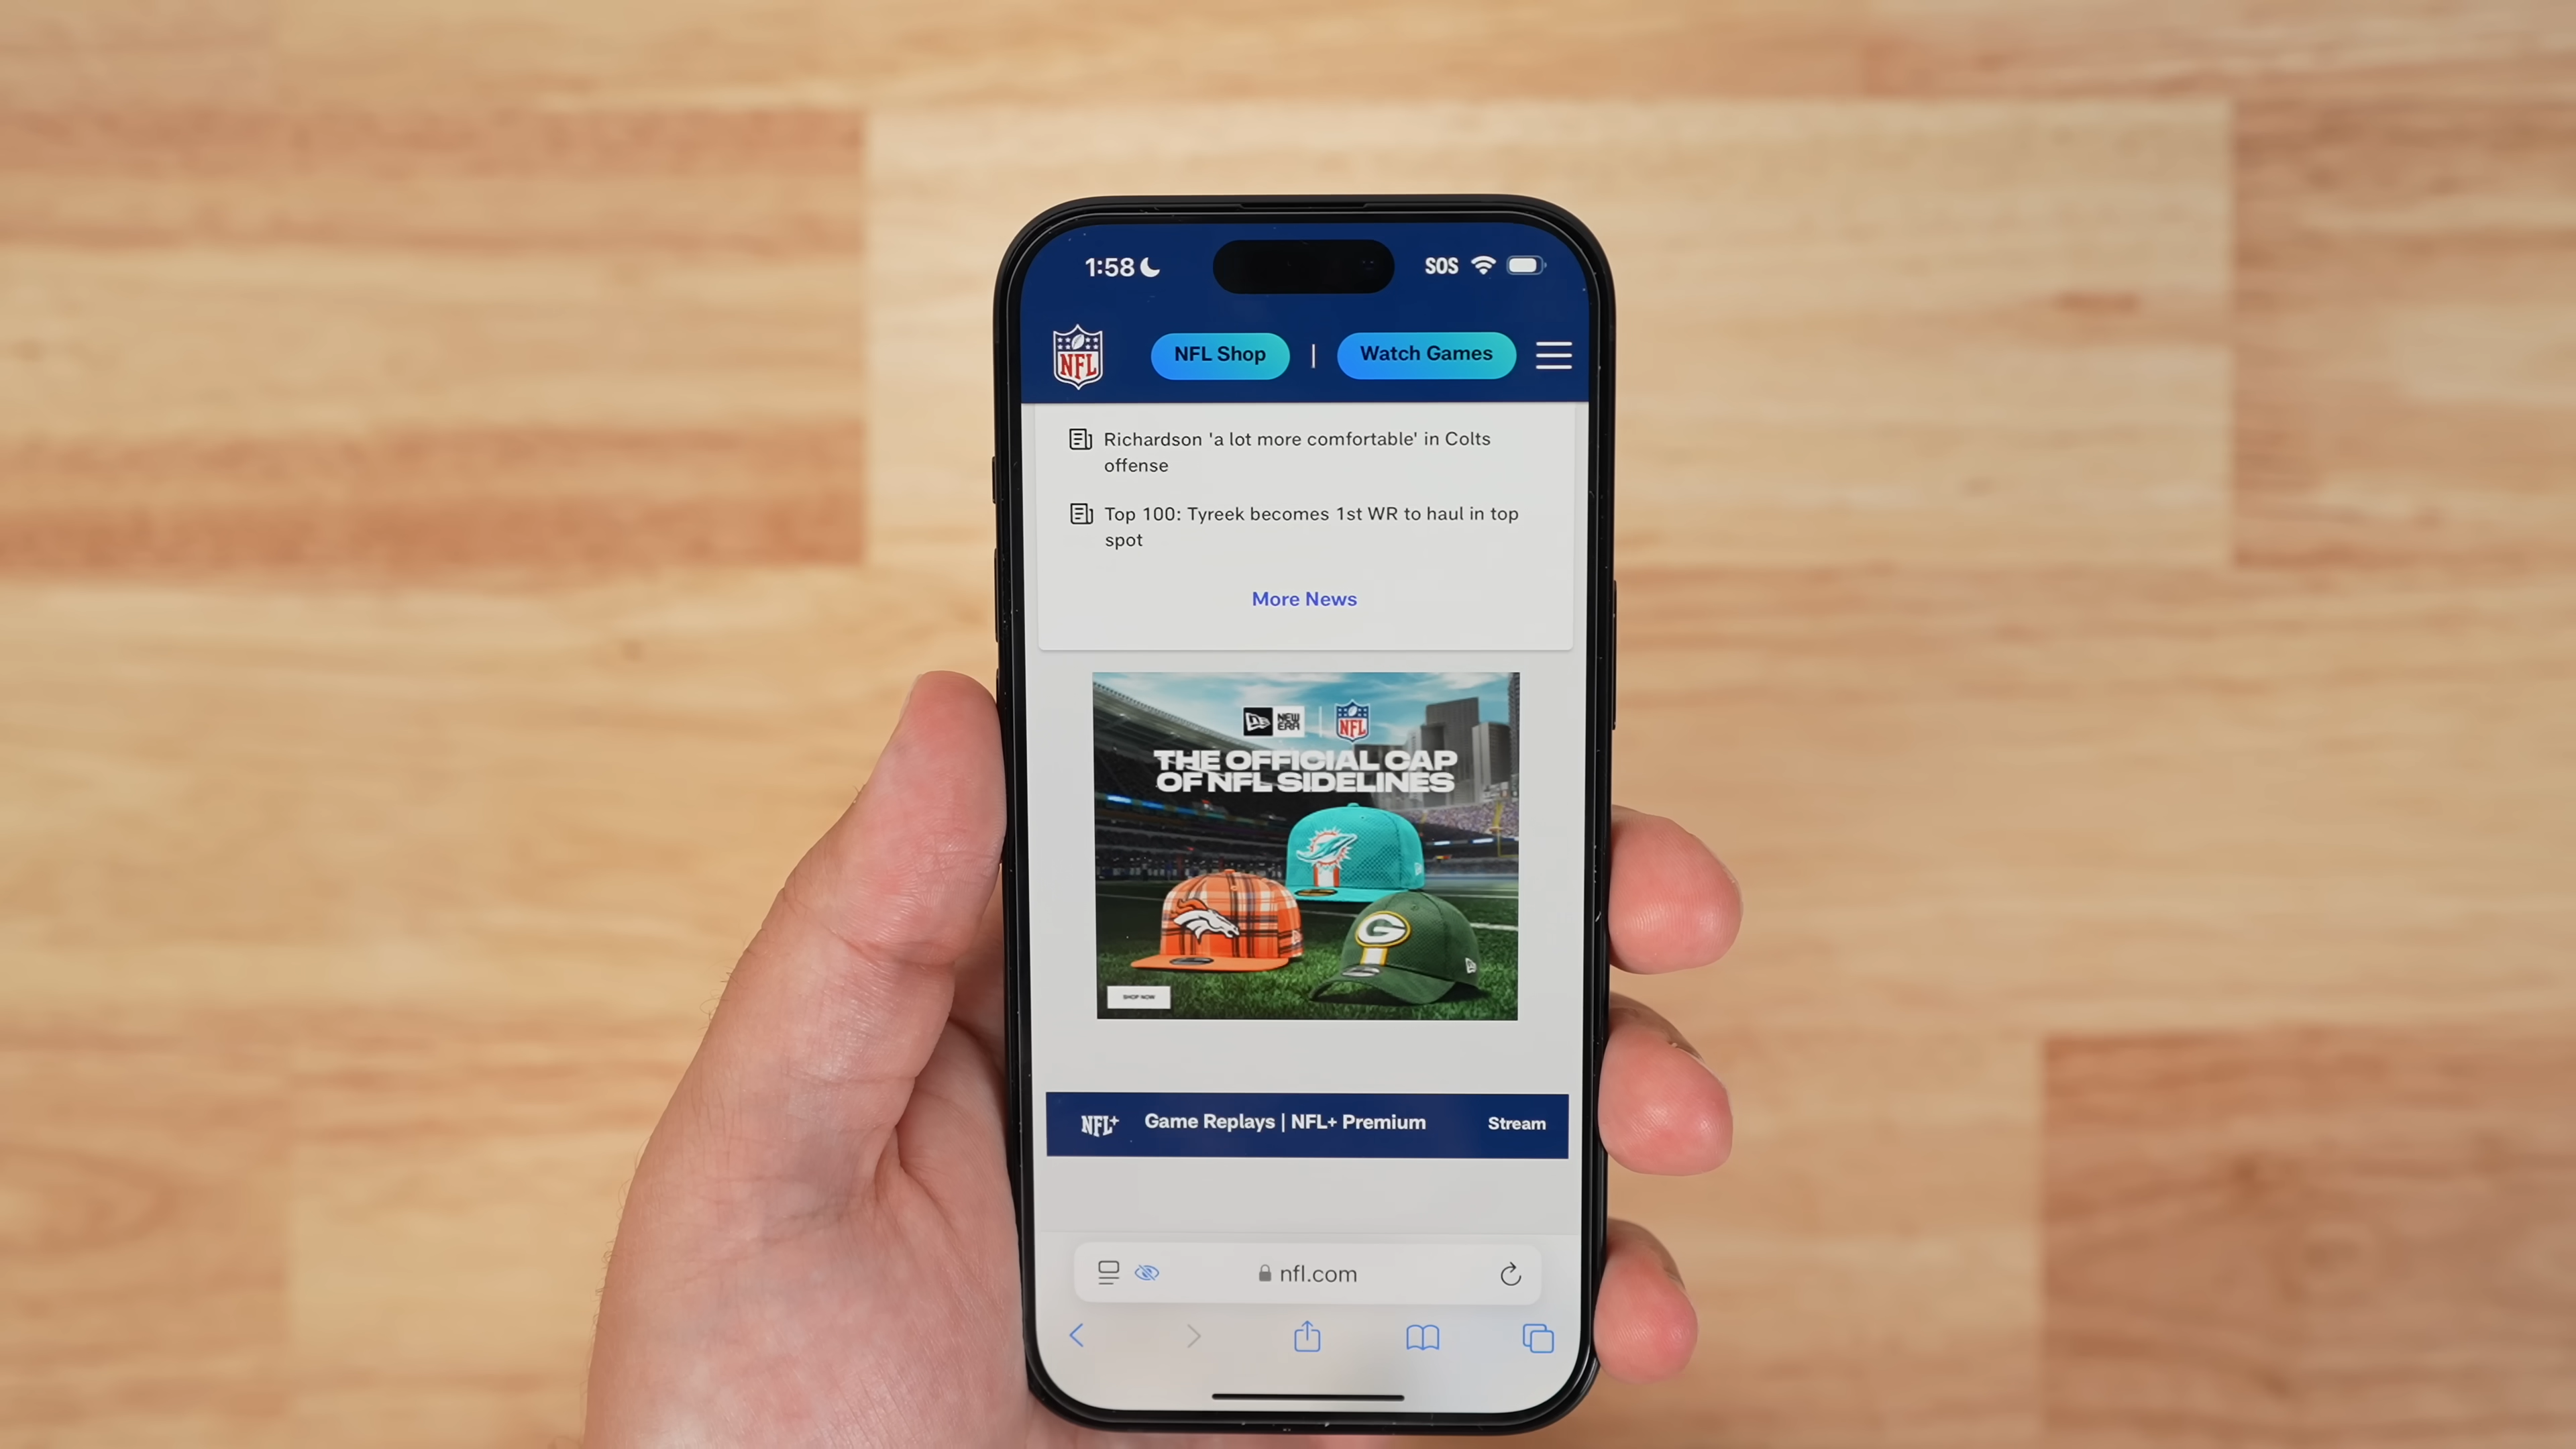 1:58
SOS
NFL
NFL Shop | Watch Games
Richardson 'a lot more comfortable' in Colts
offense
Top 100: Tyreek becomes 1st WR to haul in top
spot
More News
NEW
ERA
NFL
THE OFFICIAL CAP
OF NFL SIDELINES
G
SHOP NOW
NFL+
Game Replays | NFL+ Premium
Stream
nfl.com